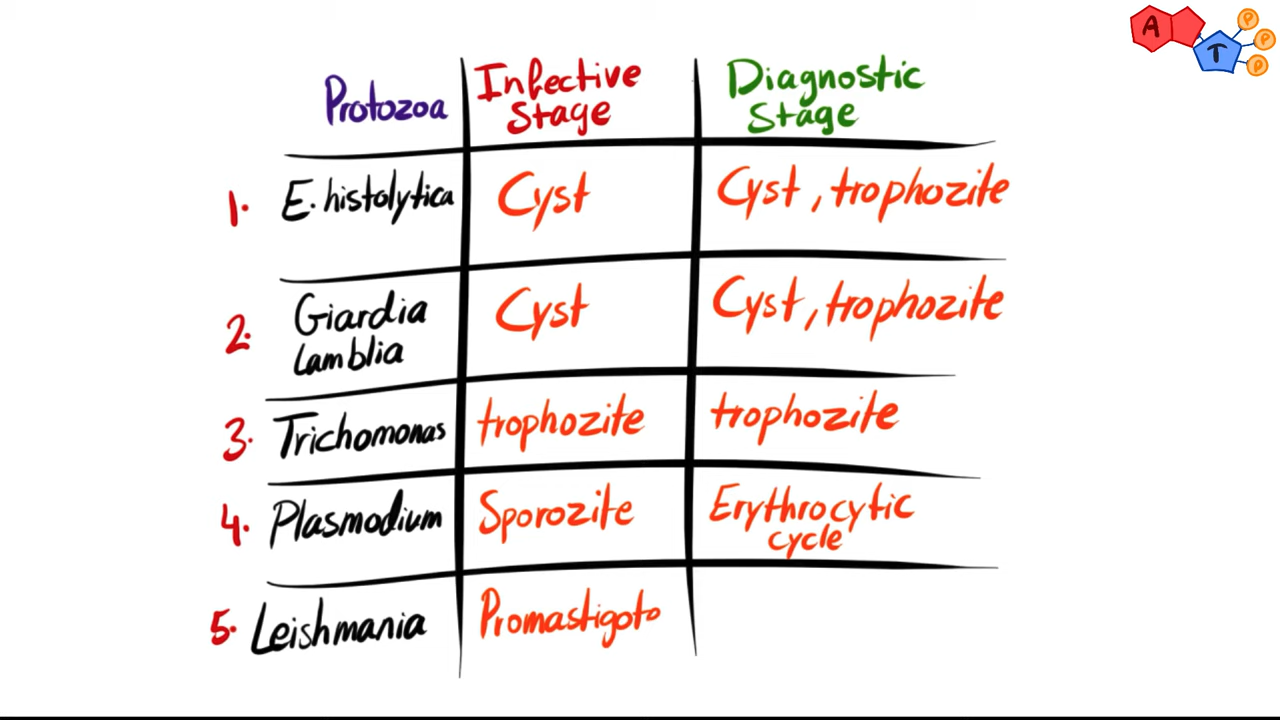 Protozoa
Infective
Stage
Diagnostic
Stage
1. E. histolytica
Cyst
Cyst, trophozite
2. Giardia
lamblia
Cyst
Cyst, trophozite
3. Trichomonas
trophozite
trophozite
4. Plasmodium
Sporozite
Erythrocytic
cycle
5. Leishmania
Promastigoto
A T P P P